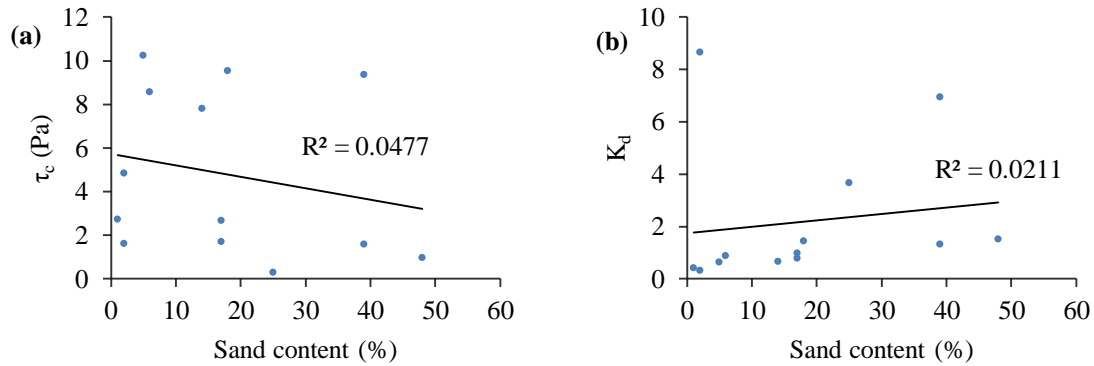 (a)
12
10
8
6
4
2
0
τc (Pa)
R² = 0.0477
0 10 20 30 40 50 60
Sand content (%)
(b)
10
8
6
4
2
0
Kd
R² = 0.0211
0 10 20 30 40 50 60
Sand content (%)